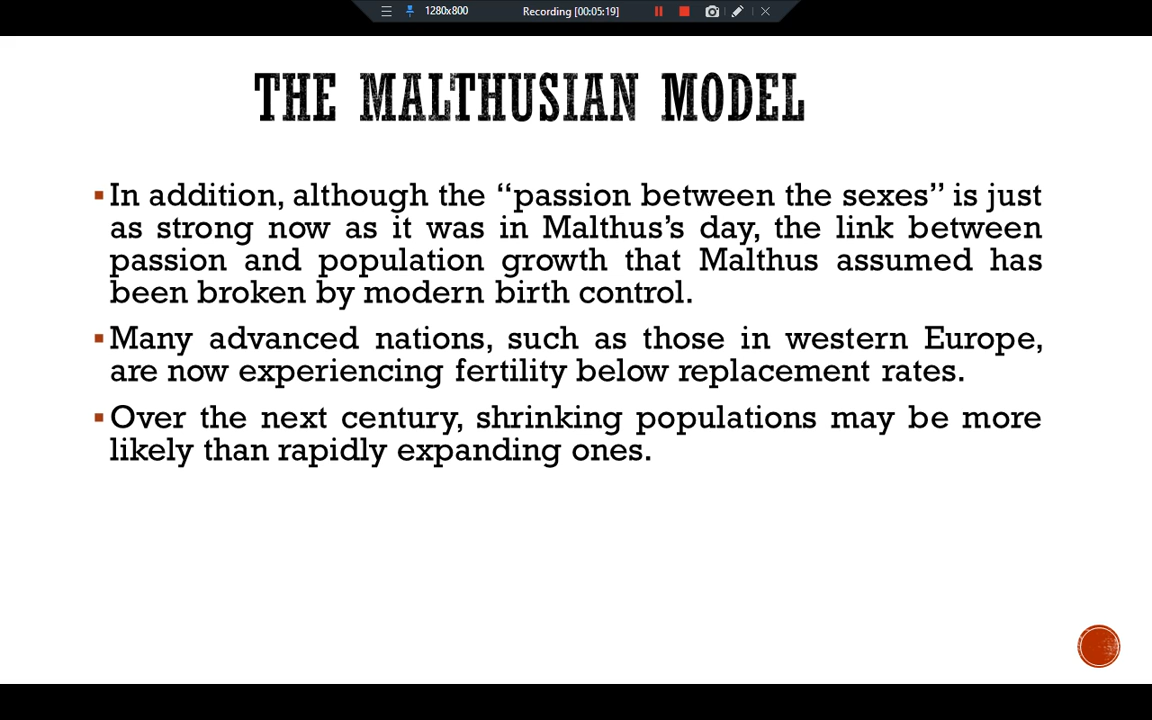 1280x800 Recording [00:05:19]
THE MALTHUSIAN MODEL
▪In addition, although the “passion between the sexes” is just
as strong now as it was in Malthus’s day, the link between
passion and population growth that Malthus assumed has
been broken by modern birth control.
▪Many advanced nations, such as those in western Europe,
are now experiencing fertility below replacement rates.
▪Over the next century, shrinking populations may be more
likely than rapidly expanding ones.